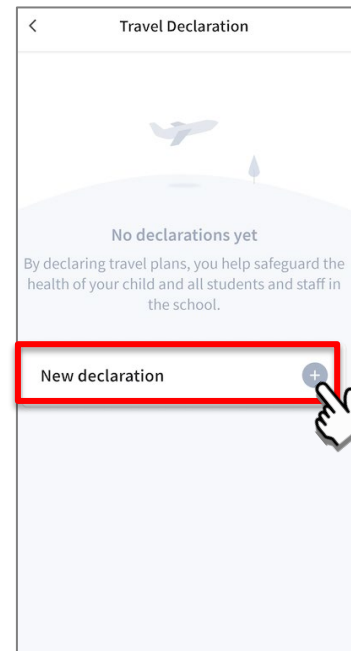 Travel Declaration
No declarations yet
By declaring travel plans, you help safeguard the
health of your child and all students and staff in
the school.
New declaration